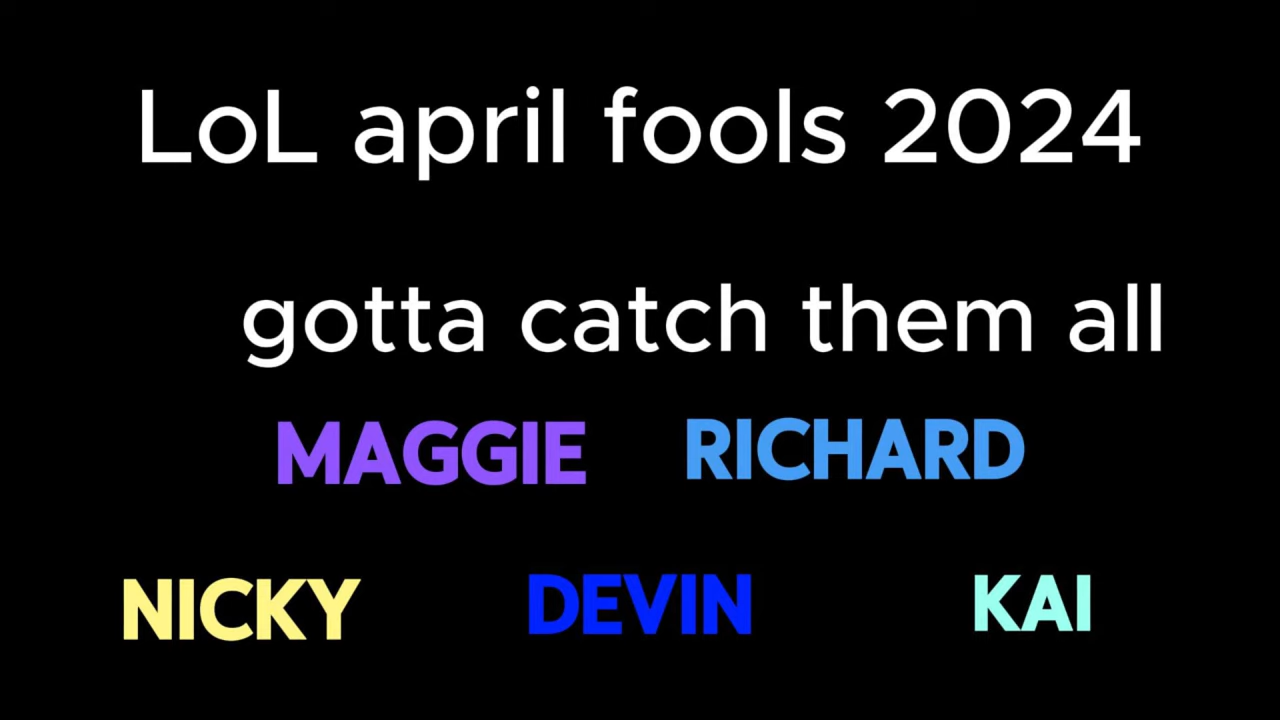 LoL april fools 2024
gotta catch them all
MAGGIE RICHARD
NICKY DEVIN KAI